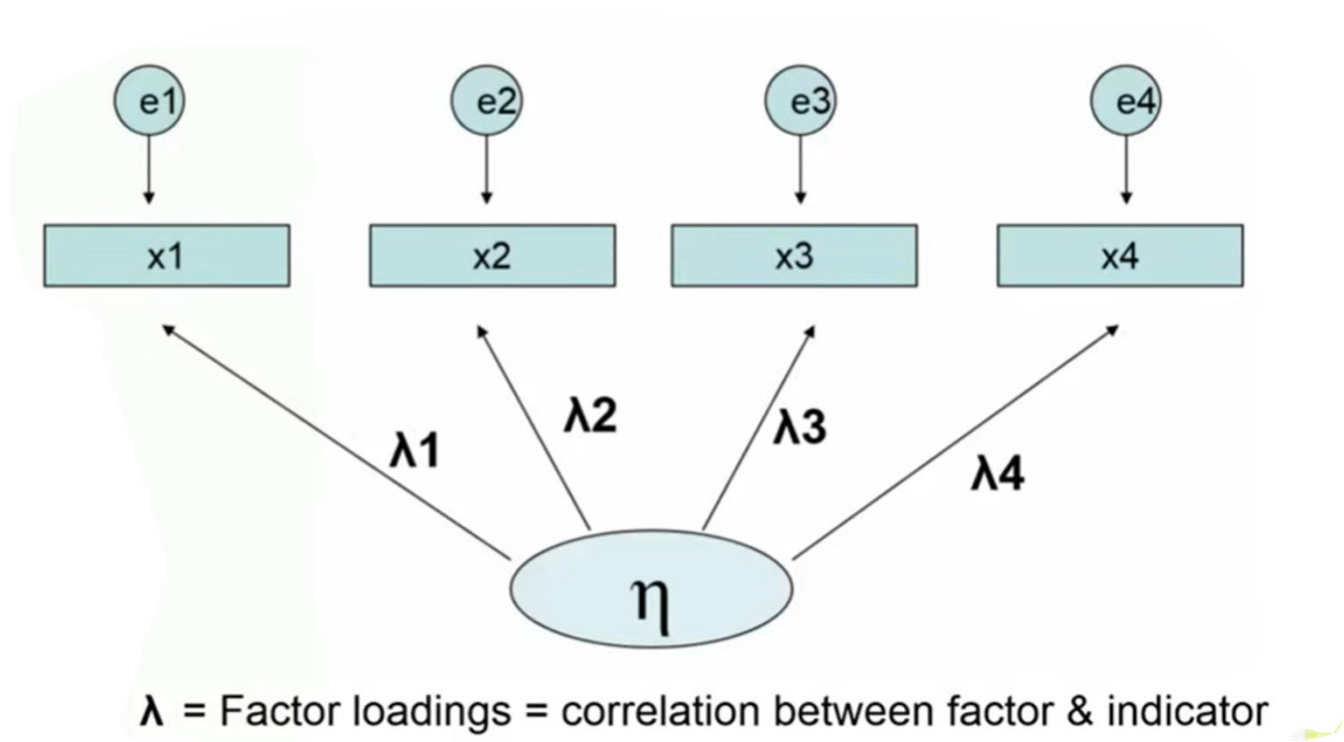 e1 e2 e3 e4
x1 x2 x3 x4
λ1 λ2 λ3 λ4
η
λ = Factor loadings = correlation between factor & indicator